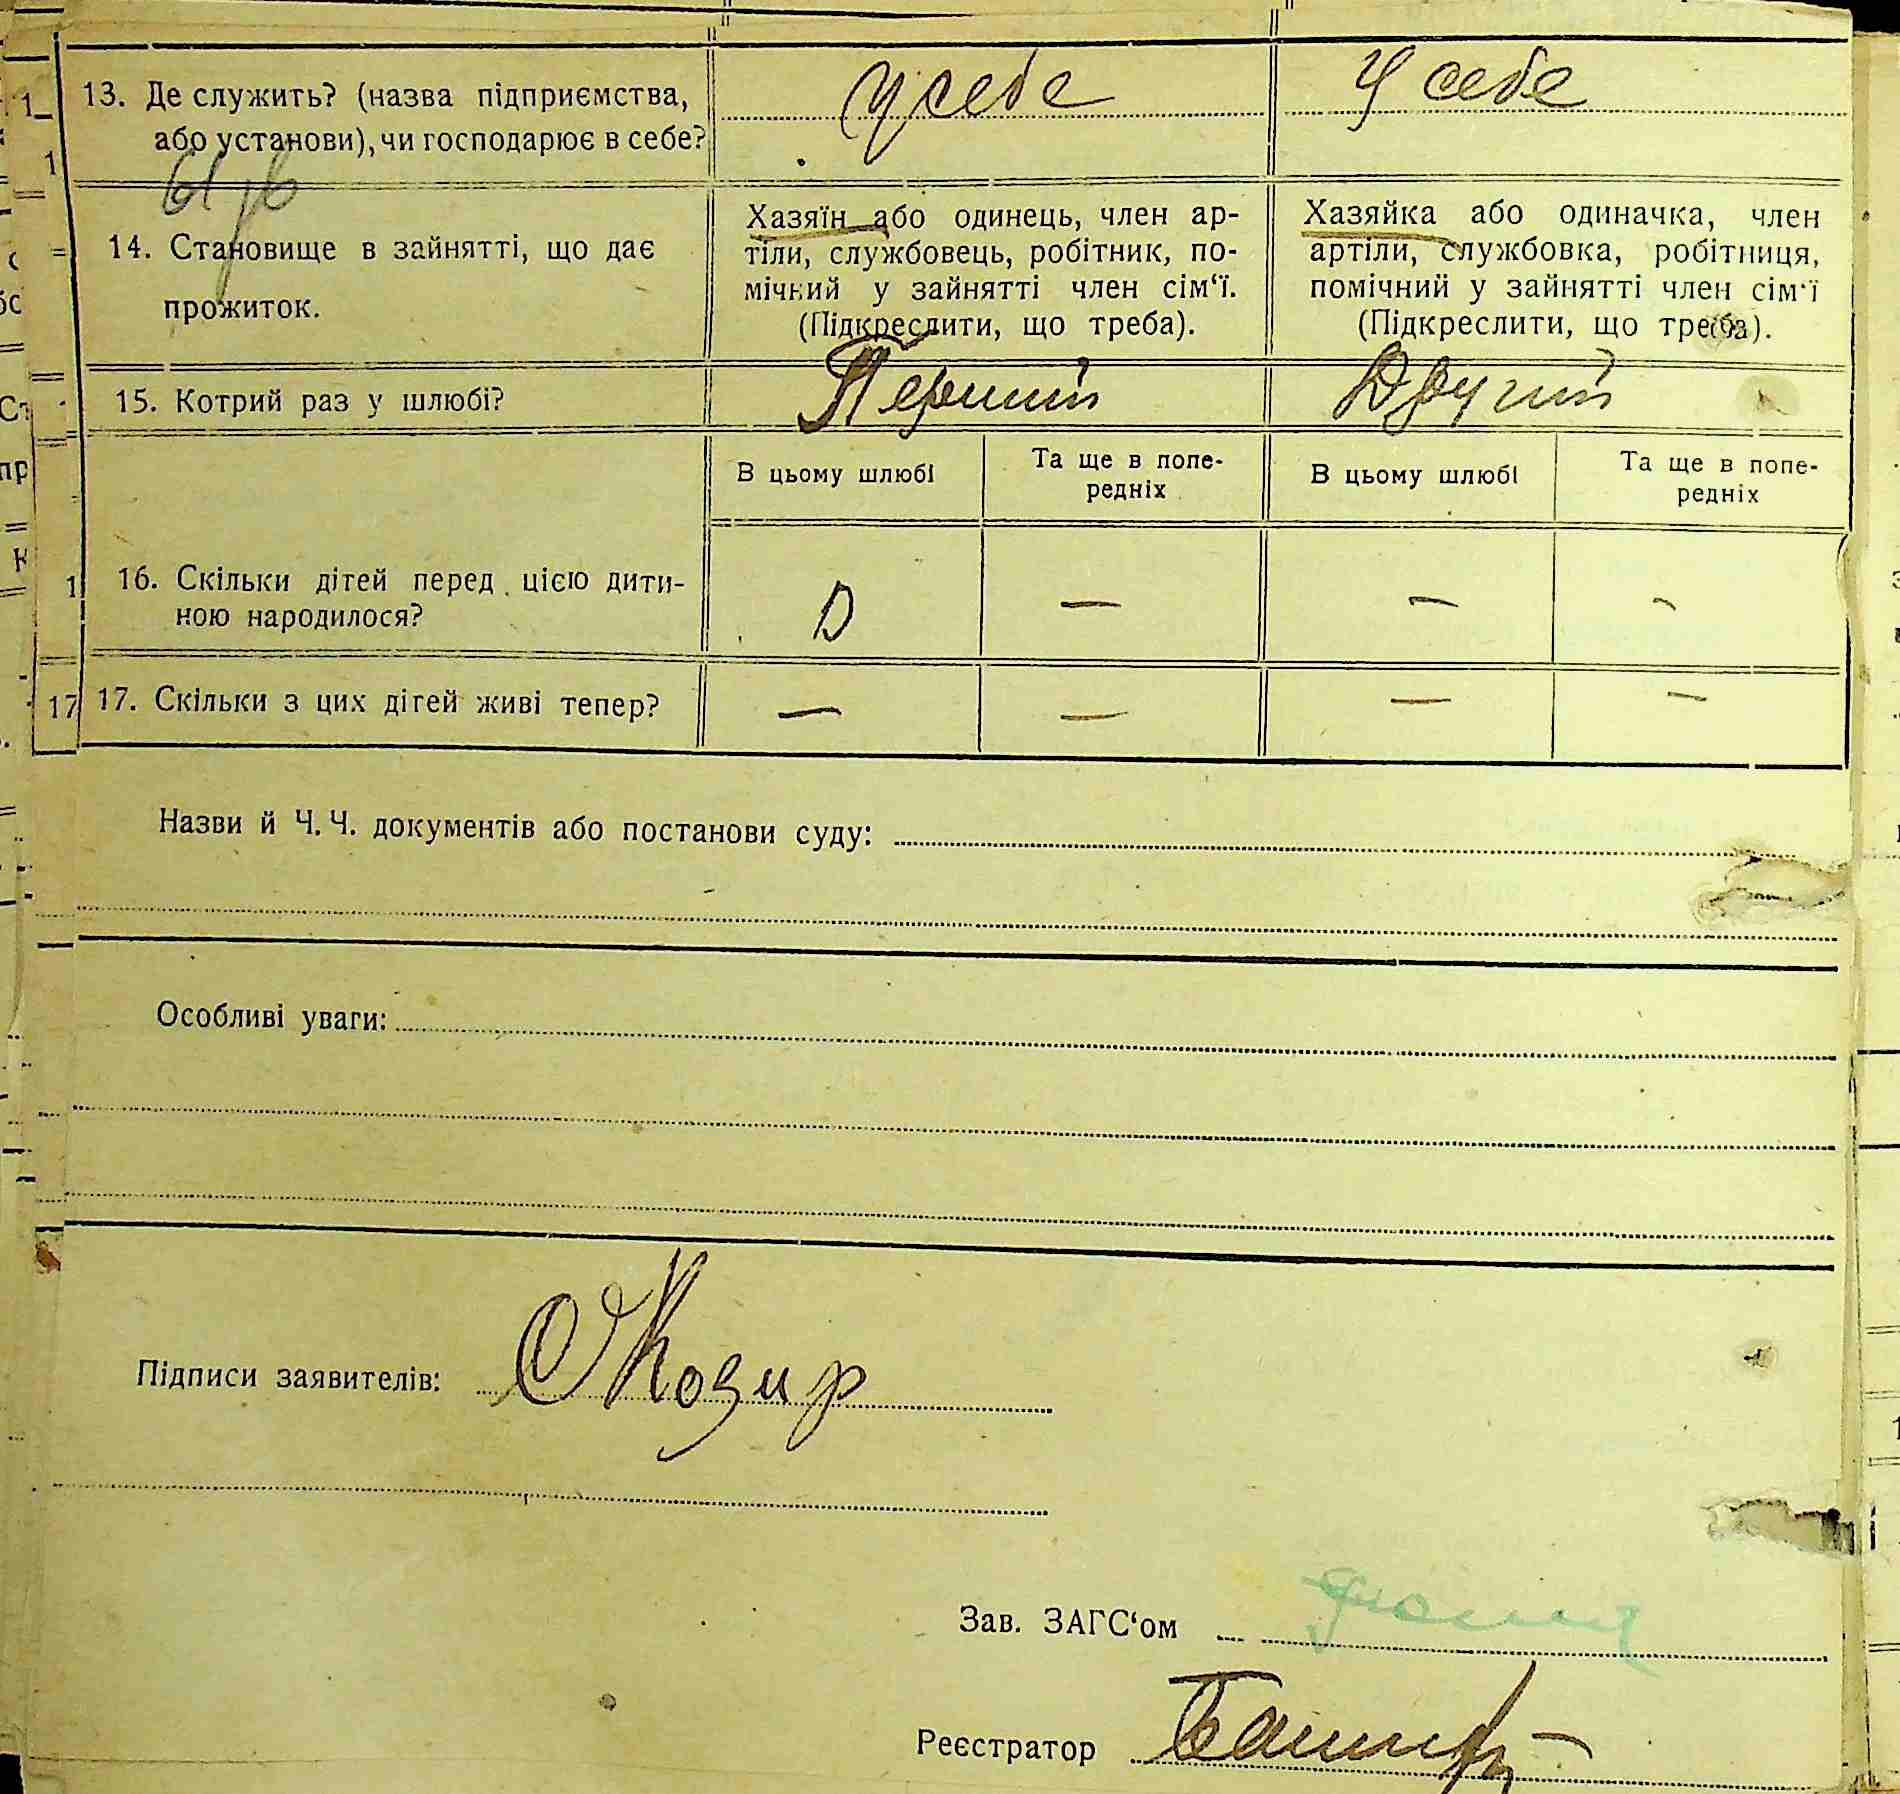 13. Де служить? (назва підприємства, або установи), чи господарює в себе? у себе У себе
14. Становище в зайнятті, що дає прожиток.
Хазяїн або одинець, член ар-
тіли, службовець, робітник, по-
мічний у зайнятті член сім‘ї.
(Підкреслити, що треба).
Хазяйка або одиначка, член
артіли, службовка, робітниця,
помічний у зайнятті член сім‘ї
(Підкреслити, що треба).
15. Котрий раз у шлюбі? Перший Другий
В цьому шлюбі
Та ще в попе-
редніх
В цьому шлюбі
Та ще в попе-
редніх
16. Скільки дітей перед цією дити-
ною народилося? 0 — — -
17 17. Скільки з цих дітей живі тепер? — — — —
Назви й Ч. Ч. документів або постанови суду:
Особливі уваги:
Підписи заявителів: О Козир
Зав. ЗАГС‘ом
Реєстратор